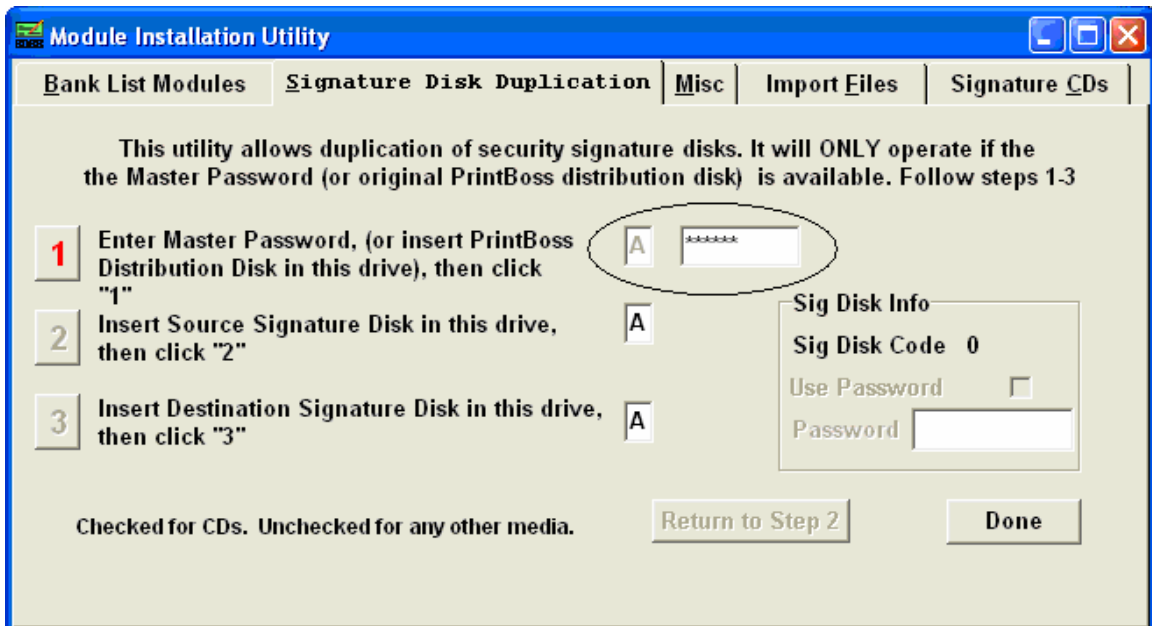 Module Installation Utility
Bank List Modules Signature Disk Duplication Misc Import Files Signature CDs
This utility allows duplication of security signature disks. It will ONLY operate if the
the Master Password (or original PrintBoss distribution disk) is available. Follow steps 1-3
1 Enter Master Password, (or insert PrintBoss A ******
Distribution Disk in this drive), then click
"1"
2 Insert Source Signature Disk in this drive, A
then click "2"
3 Insert Destination Signature Disk in this drive, A
then click "3"
Sig Disk Info
Sig Disk Code 0
Use Password
Password
Checked for CDs. Unchecked for any other media. Return to Step 2 Done